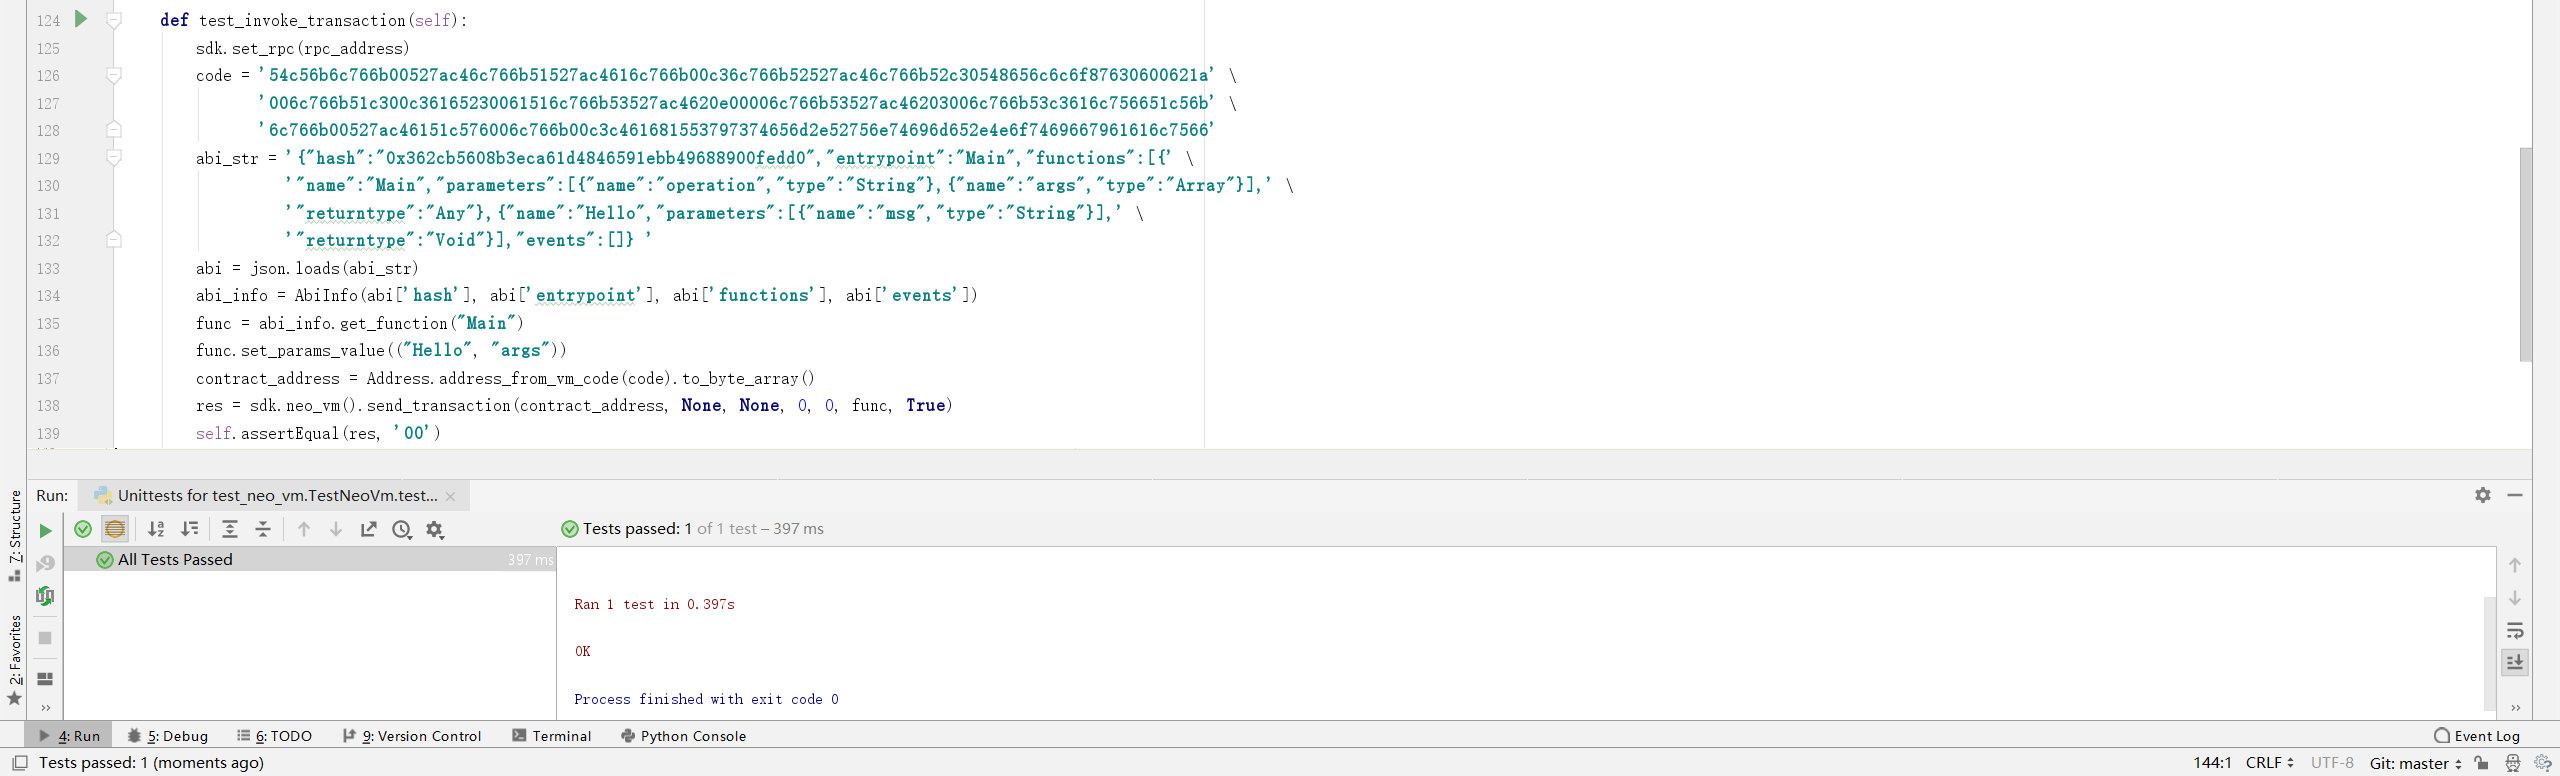 124 def test_invoke_transaction(self):
125 sdk.set_rpc(rpc_address)
126 code = '54c56b6c766b00527ac46c766b51527ac4616c766b00c36c766b52527ac46c766b52c30548656c6c6f87630600621a' \
127 '006c766b51c300c36165230061516c766b53527ac4620e00006c766b53527ac46203006c766b53c3616c756651c56b' \
128 '6c766b00527ac46151c576006c766b00c3c461681553797374656d2e52756e74696d652e4e6f7469667961616c7566'
129 abi_str = '{"hash":"0x362cb5608b3eca61d4846591ebb49688900fedd0","entrypoint":"Main","functions":[{' \
130 '"name":"Main","parameters":[{"name":"operation","type":"String"},{"name":"args","type":"Array"}],' \
131 '"returntype":"Any"},{"name":"Hello","parameters":[{"name":"msg","type":"String"}],' \
132 '"returntype":"Void"}],"events":[]} '
133 abi = json.loads(abi_str)
134 abi_info = AbiInfo(abi['hash'], abi['entrypoint'], abi['functions'], abi['events'])
135 func = abi_info.get_function("Main")
136 func.set_params_value(("Hello", "args"))
137 contract_address = Address.address_from_vm_code(code).to_byte_array()
138 res = sdk.neo_vm().send_transaction(contract_address, None, None, 0, 0, func, True)
139 self.assertEqual(res, '00')
7: Structure
2: Favorites
Run: Unittests for test_neo_vm.TestNeoVm.test...
Tests passed: 1 of 1 test – 397 ms
All Tests Passed 397 ms
Ran 1 test in 0.397s
OK
Process finished with exit code 0
4: Run 5: Debug 6: TODO 9: Version Control Terminal Python Console Event Log
Tests passed: 1 (moments ago) 144:1 CRLF UTF-8 Git: master